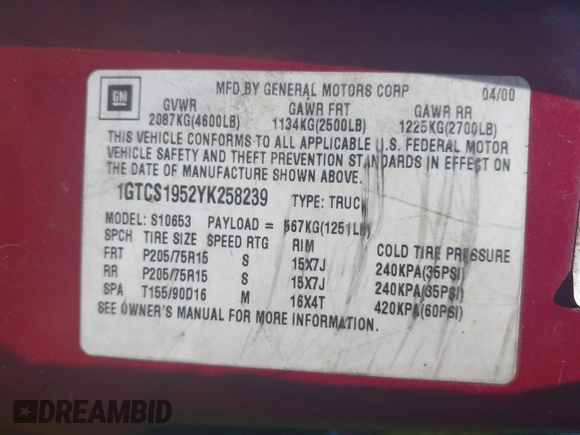 GM
MFD BY GENERAL MOTORS CORP 04/00
GVWR GAWR FRT GAWR RR
2087KG(4600LB) 1134KG(2500LB) 1225KG(2700LB)
THIS VEHICLE CONFORMS TO ALL APPLICABLE U.S. FEDERAL MOTOR
VEHICLE SAFETY AND THEFT PREVENTION STANDARDS IN EFFECT ON
THE DATE OF MANUFACTURE SHOWN ABOVE.
1GTCS1952YK258239 TYPE: TRUCK
MODEL: S10653 PAYLOAD = 567KG(1251LB)
SPCH TIRE SIZE SPEED RTG RIM COLD TIRE PRESSURE
FRT P205/75R15 S 15X7J 240KPA(35PSI)
RR P205/75R15 S 15X7J 240KPA(35PSI)
SPA T155/90D16 M 16X4T 420KPA(60PSI)
SEE OWNER'S MANUAL FOR MORE INFORMATION.
DREAMBID